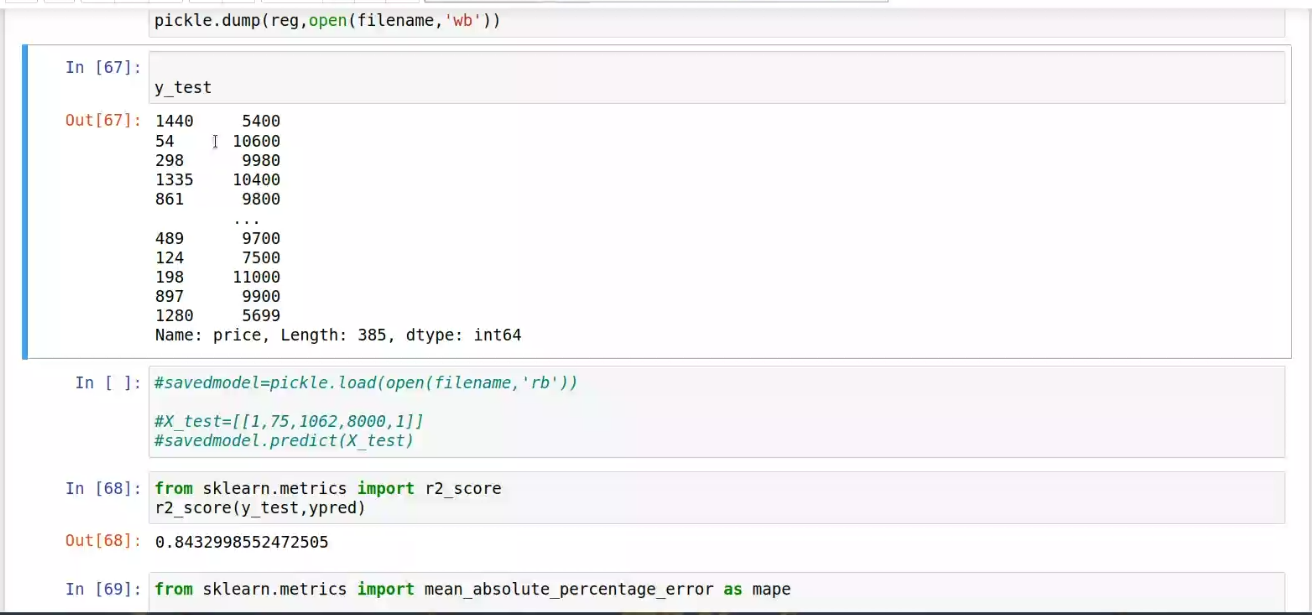 pickle.dump(reg,open(filename,'wb'))
In [67]:
y_test
Out[67]:
1440 5400
54 10600
298 9980
1335 10400
861 9800
...
489 9700
124 7500
198 11000
897 9900
1280 5699
Name: price, Length: 385, dtype: int64
In [ ]: #savedmodel=pickle.load(open(filename,'rb'))
#X_test=[[1,75,1062,8000,1]]
#savedmodel.predict(X_test)
In [68]: from sklearn.metrics import r2_score
r2_score(y_test,ypred)
Out[68]: 0.8432998552472505
In [69]: from sklearn.metrics import mean_absolute_percentage_error as mape